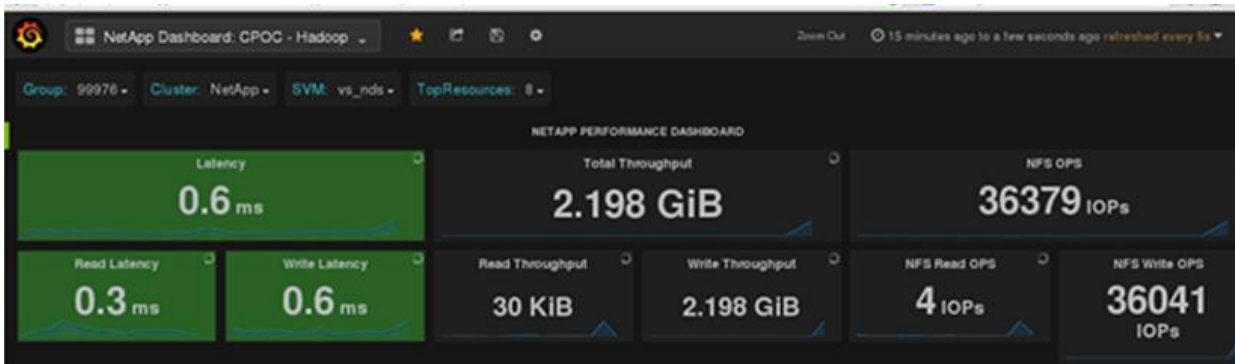 NetApp Dashboard: CPOC - Hadoop
Zoom Out 15 minutes ago to a few seconds ago refreshed every 5s
Group: 99976 Cluster: NetApp SVM: vs_nds TopResources: 8
NETAPP PERFORMANCE DASHBOARD
Latency Total Throughput NFS OPS
0.6 ms 2.198 GiB 36379 IOPs
Read Latency Write Latency Read Throughput Write Throughput NFS Read OPS NFS Write OPS
0.3 ms 0.6 ms 30 KiB 2.198 GiB 4 IOPs 36041
IOPs